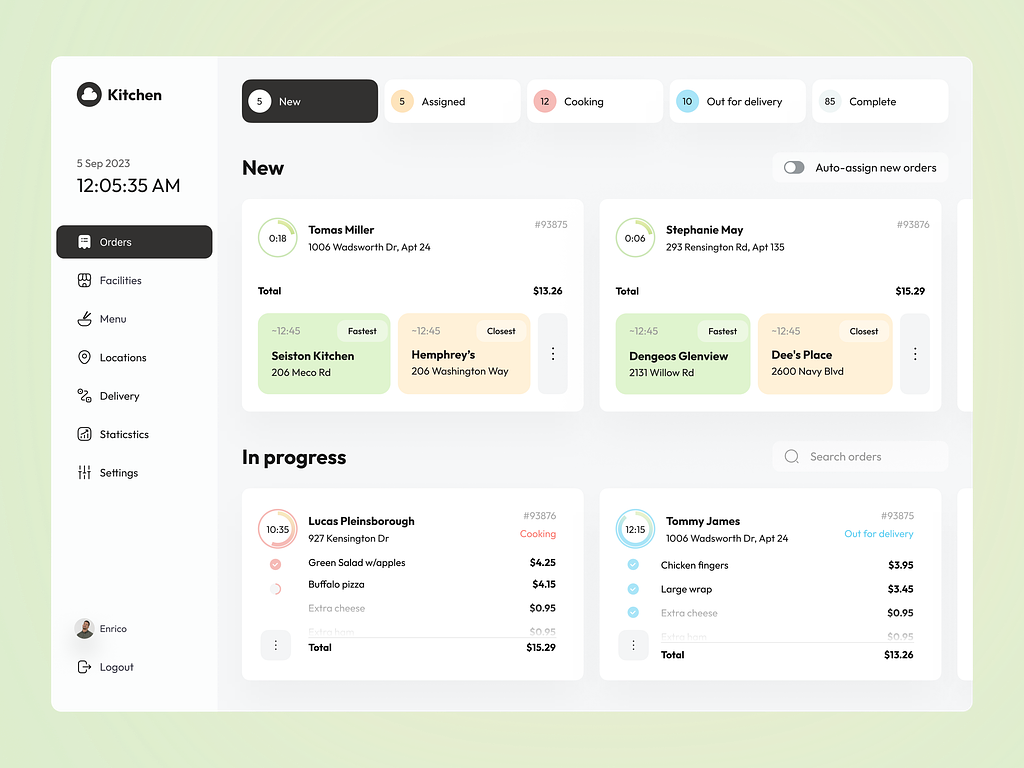 Kitchen
5 Sep 2023
12:05:35 AM
Orders
Facilities
Menu
Locations
Delivery
Staticstics
Settings
Enrico
Logout
5 New
5 Assigned
12 Cooking
10 Out for delivery
85 Complete
New
Auto-assign new orders
0:18
Tomas Miller
#93875
1006 Wadsworth Dr, Apt 24
Total $13.26
~12:45 Fastest
Seiston Kitchen
206 Meco Rd
~12:45 Closest
Hemphrey's
206 Washington Way
0:06
Stephanie May
#93876
293 Rensington Rd, Apt 135
Total $15.29
~12:45 Fastest
Dengeos Glenview
2131 Willow Rd
~12:45 Closest
Dee's Place
2600 Navy Blvd
In progress
Search orders
10:35
Lucas Pleinsborough
#93876
927 Kensington Dr
Cooking
Green Salad w/apples $4.25
Buffalo pizza $4.15
Extra cheese $0.95
Extra ham $0.95
Total $15.29
12:15
Tommy James
#93875
1006 Wadsworth Dr, Apt 24
Out for delivery
Chicken fingers $3.95
Large wrap $3.45
Extra cheese $0.95
Extra ham $0.95
Total $13.26